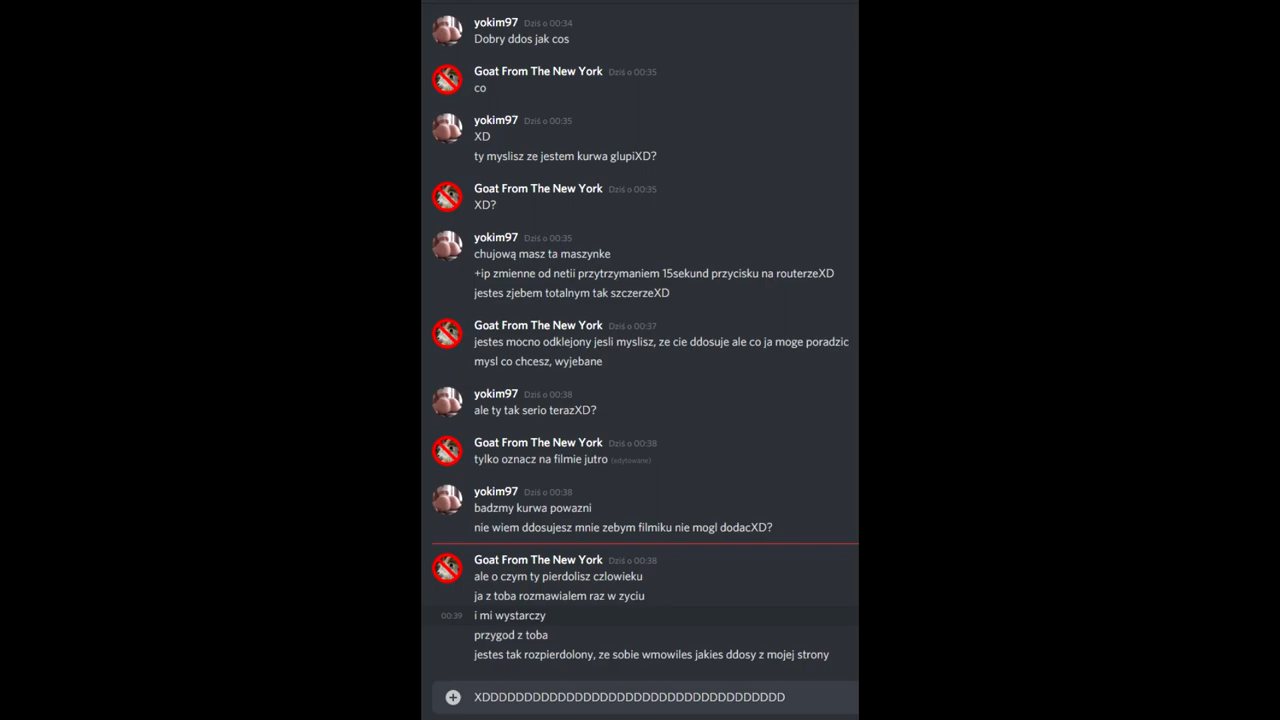 yokim97 Dziś o 00:34
Dobry ddos jak cos
Goat From The New York Dziś o 00:35
co
yokim97 Dziś o 00:35
XD
ty myslisz ze jestem kurwa glupiXD?
Goat From The New York Dziś o 00:35
XD?
yokim97 Dziś o 00:35
chujową masz ta maszynke
+ip zmienne od netii przytrzymaniem 15sekund przycisku na routerzeXD
jestes zjebem totalnym tak szczerzeXD
Goat From The New York Dziś o 00:37
jestes mocno odklejony jesli myslisz, ze cie ddosuje ale co ja moge poradzic
mysl co chcesz, wyjebane
yokim97 Dziś o 00:38
ale ty tak serio terazXD?
Goat From The New York Dziś o 00:38
tylko oznacz na filmie jutro (edytowane)
yokim97 Dziś o 00:38
badzmy kurwa powazni
nie wiem ddosujesz mnie zebym filmiku nie mogl dodacXD?
Goat From The New York Dziś o 00:38
ale o czym ty pierdolisz czlowieku
ja z toba rozmawialem raz w zyciu
00:39 i mi wystarczy
przygod z toba
jestes tak rozpierdolony, ze sobie wmowiles jakies ddosy z mojej strony
XDDDDDDDDDDDDDDDDDDDDDDDDDDDDDDDDDDDD